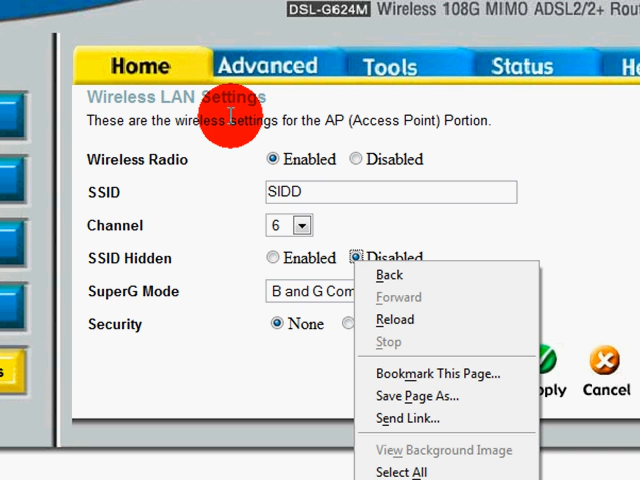 DSL-G624M Wireless 108G MIMO ADSL2/2+ Rou
Home Advanced Tools Status He
Wireless LAN Settings
These are the wireless settings for the AP (Access Point) Portion.
Wireless Radio Enabled Disabled
SSID SIDD
Channel 6
SSID Hidden Enabled Disabled
SuperG Mode B and G Com
Security None
Back
Forward
Reload
Stop
Bookmark This Page...
Save Page As...
Send Link...
View Background Image
Select All
pply Cancel
s